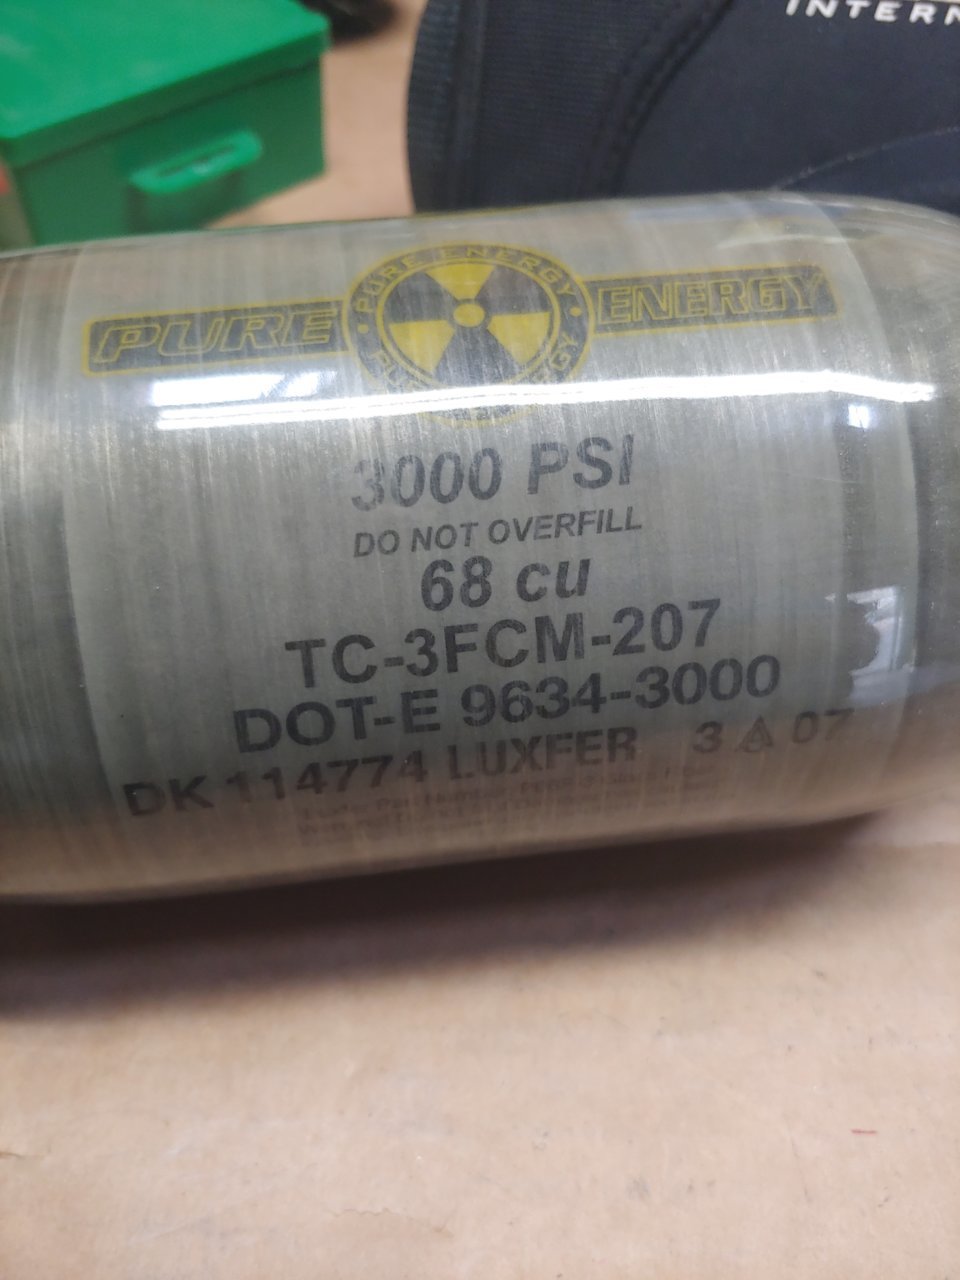 INTERN
PURE ENERGY
PURE ENERGY
3000 PSI
DO NOT OVERFILL
68 cu
TC-3FCM-207
DOT-E 9634-3000
DK 114774 LUXFER 3 07